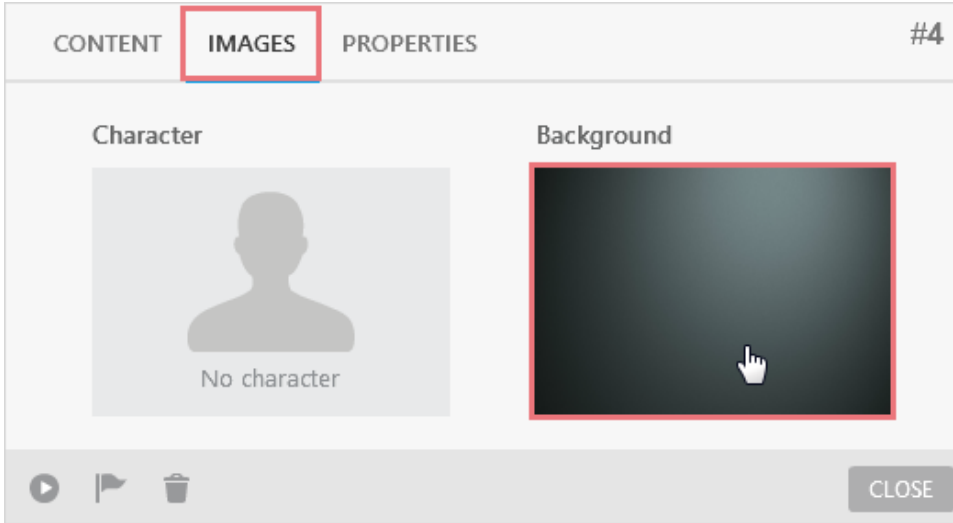 CONTENT IMAGES PROPERTIES #4
Character Background
No character
CLOSE